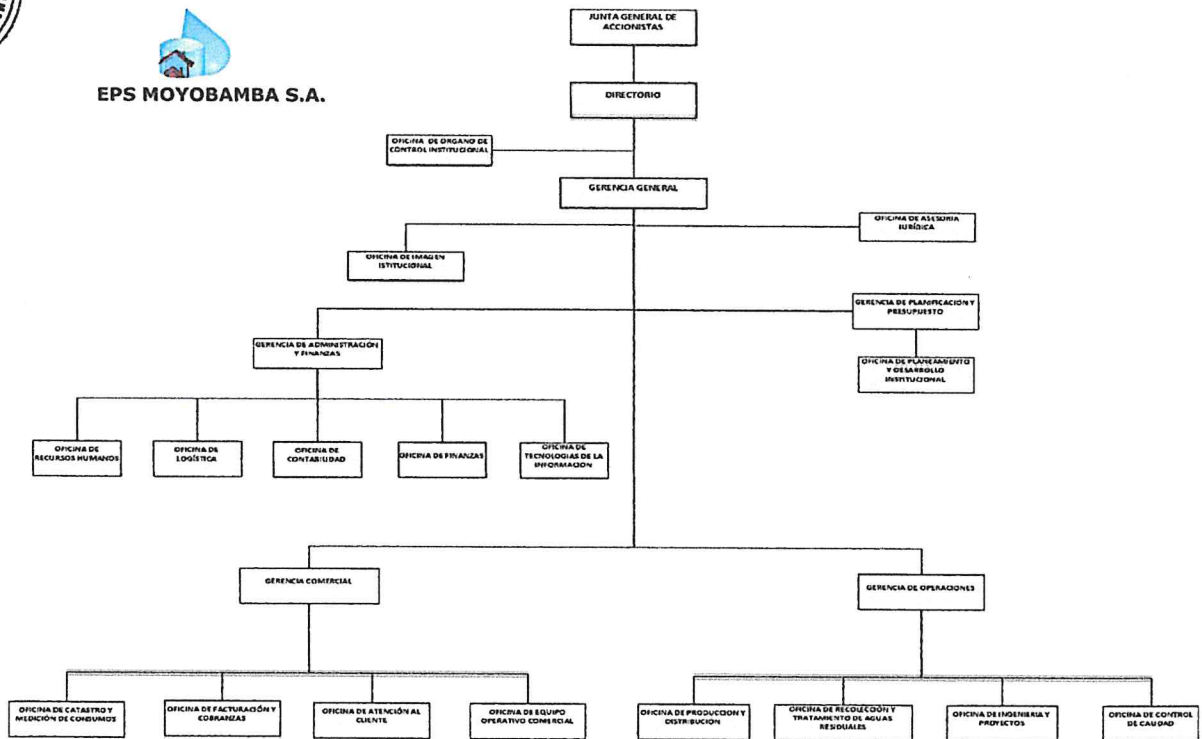 JUNTA GENERAL DE
ACCIONISTAS
EPS MOYOBAMBA S.A.
DIRECTORIO
OFICINA DE ORGANO DE
CONTROL INSTITUCIONAL
GERENCIA GENERAL
OFICINA DE ASESORIA
JURÍDICA
OFICINA DE IMAGEN
ISTITUCIONAL
GERENCIA DE PLANIFICACIÓN Y
PRESUPUESTO
GERENCIA DE ADMINISTRACIÓN
Y FINANZAS
OFICINA DE PLANEAMIENTO
Y DESARROLLO
INSTITUCIONAL
OFICINA DE
RECURSOS HUMANOS
OFICINA DE
LOGÍSTICA
OFICINA DE
CONTABILIDAD
OFICINA DE FINANZAS
OFICINA DE
TECNOLOGIAS DE LA
INFORMACION
GERENCIA COMERCIAL
GERENCIA DE OPERACIONES
OFICINA DE CATASTRO Y
MEDICIÓN DE CONSUMOS
OFICINA DE FACTURACIÓN Y
COBRANZAS
OFICINA DE ATENCIÓN AL
CLIENTE
OFICINA DE EQUIPO
OPERATIVO COMERCIAL
OFICINA DE PRODUCCION Y
DISTRIBUCION
OFICINA DE RECOLECCIÓN Y
TRATAMIENTO DE AGUAS
RESIDUALES
OFICINA DE INGENIERIA Y
PROYECTOS
OFICINA DE CONTROL
DE CALIDAD